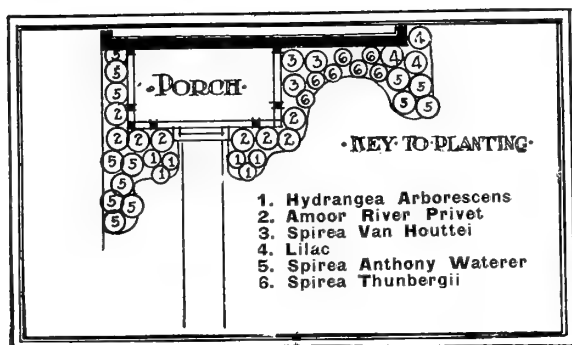 ·PORCH·
·KEY·TO·PLANTING·
1. Hydrangea Arborescens
2. Amoor River Privet
3. Spirea Van Houttei
4. Lilac
5. Spirea Anthony Waterer
6. Spirea Thunbergii